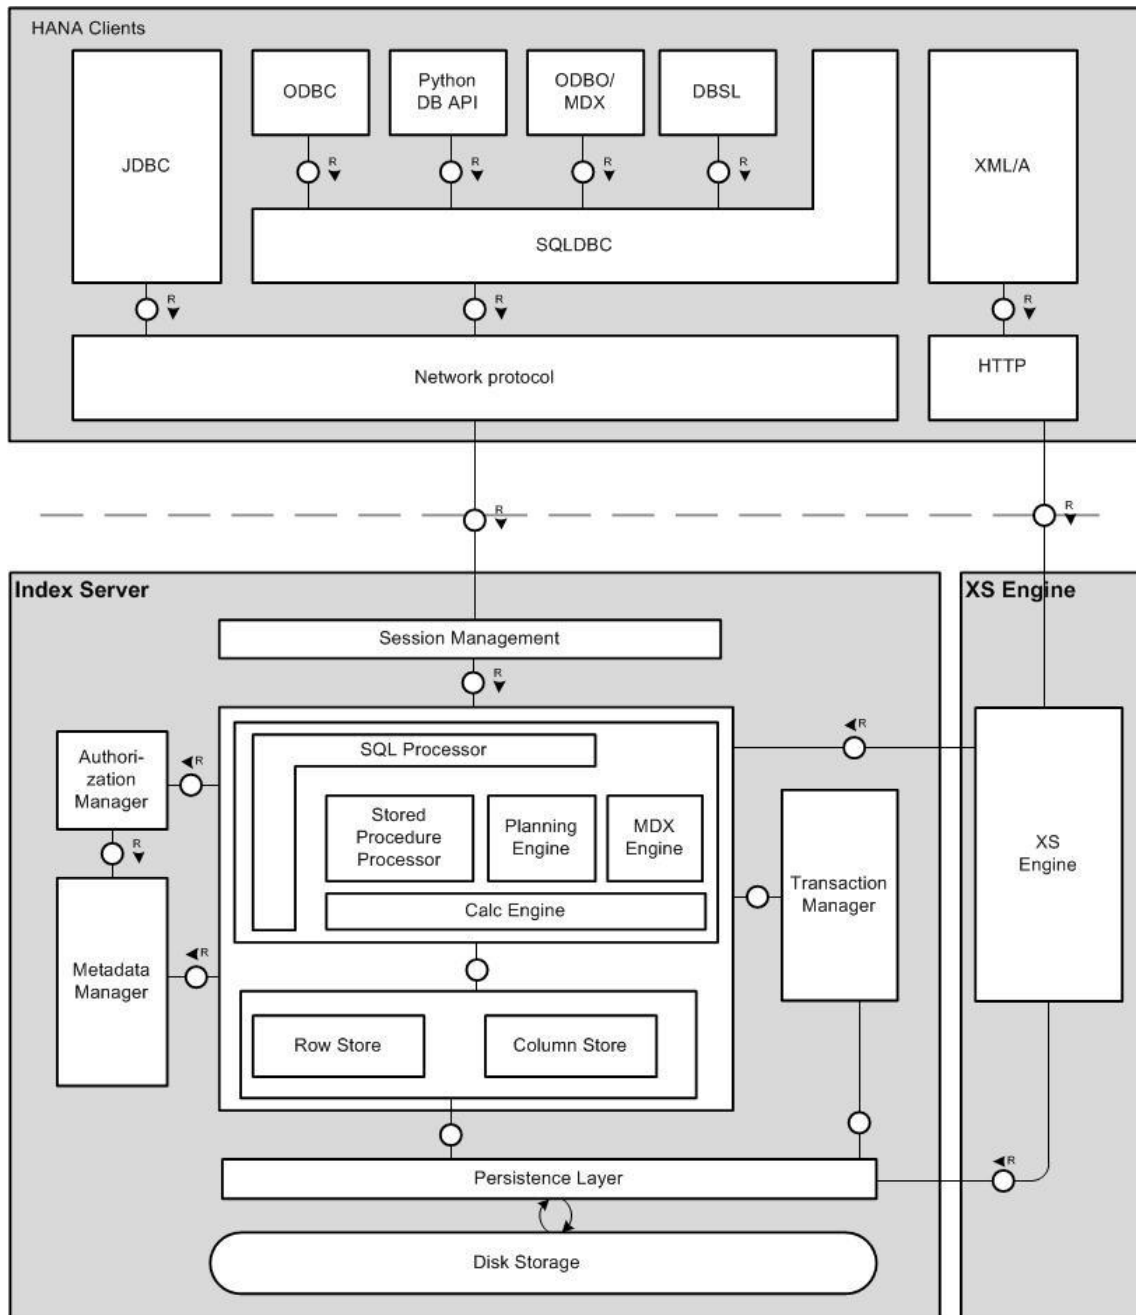 HANA Clients
JDBC
ODBC
Python
DB API
ODBO/
MDX
DBSL
XML/A
R
R
R
R
SQLDBC
R
R
R
Network protocol
HTTP
R
R
Index Server
XS Engine
Session Management
R
SQL Processor
R
Authori-
zation
Manager
R
Stored
Procedure
Processor
Planning
Engine
MDX
Engine
R
Calc Engine
Transaction
Manager
XS
Engine
Metadada
Manager
R
Row Store
Column Store
Persistence Layer
R
Disk Storage